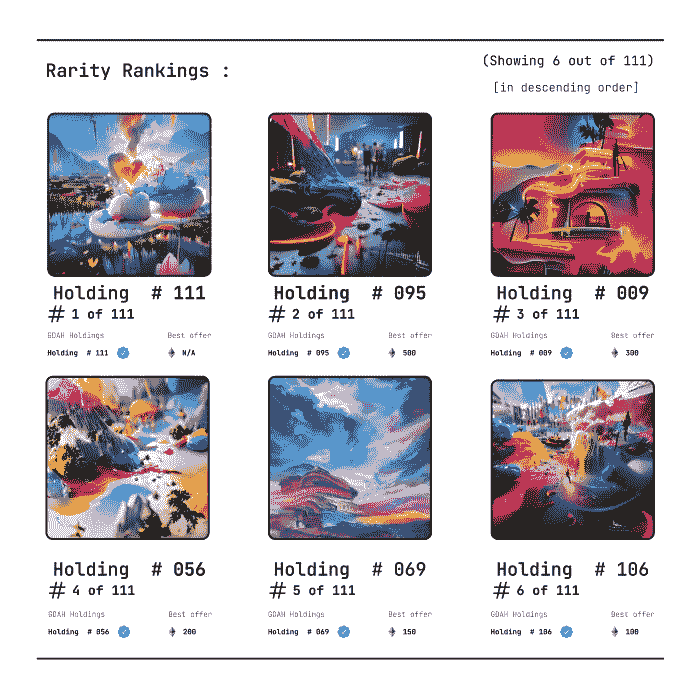 Rarity Rankings :
(Showing 6 out of 111)
[in descending order]
Holding # 111
# 1 of 111
GDAH Holdings Best offer
Holding # 111 N/A
Holding # 095
# 2 of 111
GDAH Holdings Best offer
Holding # 095 500
Holding # 009
# 3 of 111
GDAH Holdings Best offer
Holding # 009 300
Holding # 056
# 4 of 111
GDAH Holdings Best offer
Holding # 056 200
Holding # 069
# 5 of 111
GDAH Holdings Best offer
Holding # 069 150
Holding # 106
# 6 of 111
GDAH Holdings Best offer
Holding # 106 100